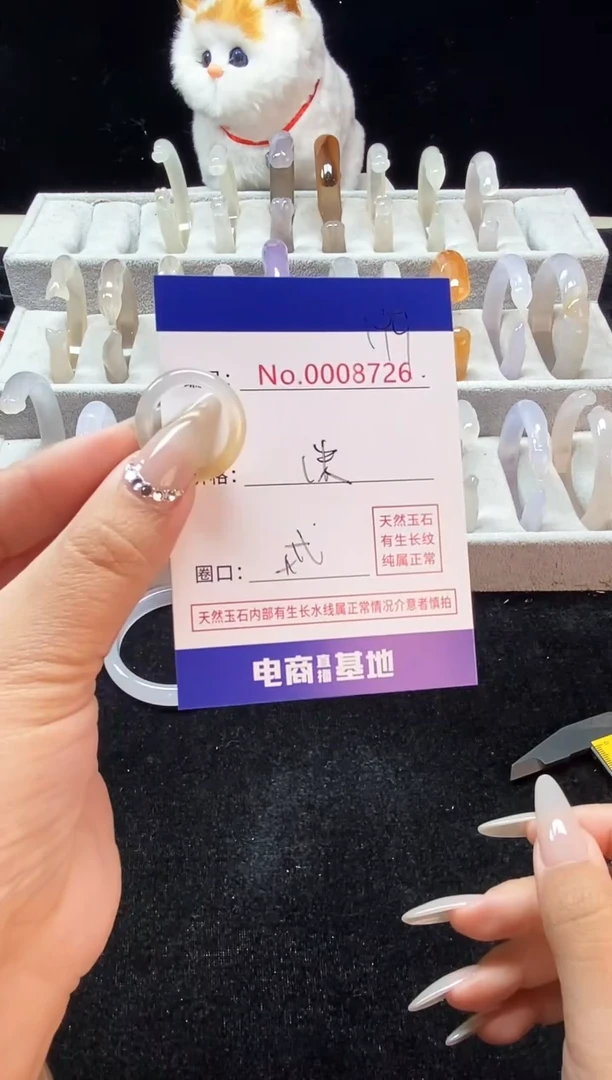 No.0008726
格：
天然玉石
有生长纹
纯属正常
圈口：
天然玉石内部有生长水线属正常情况介意者慎拍
电商直播基地